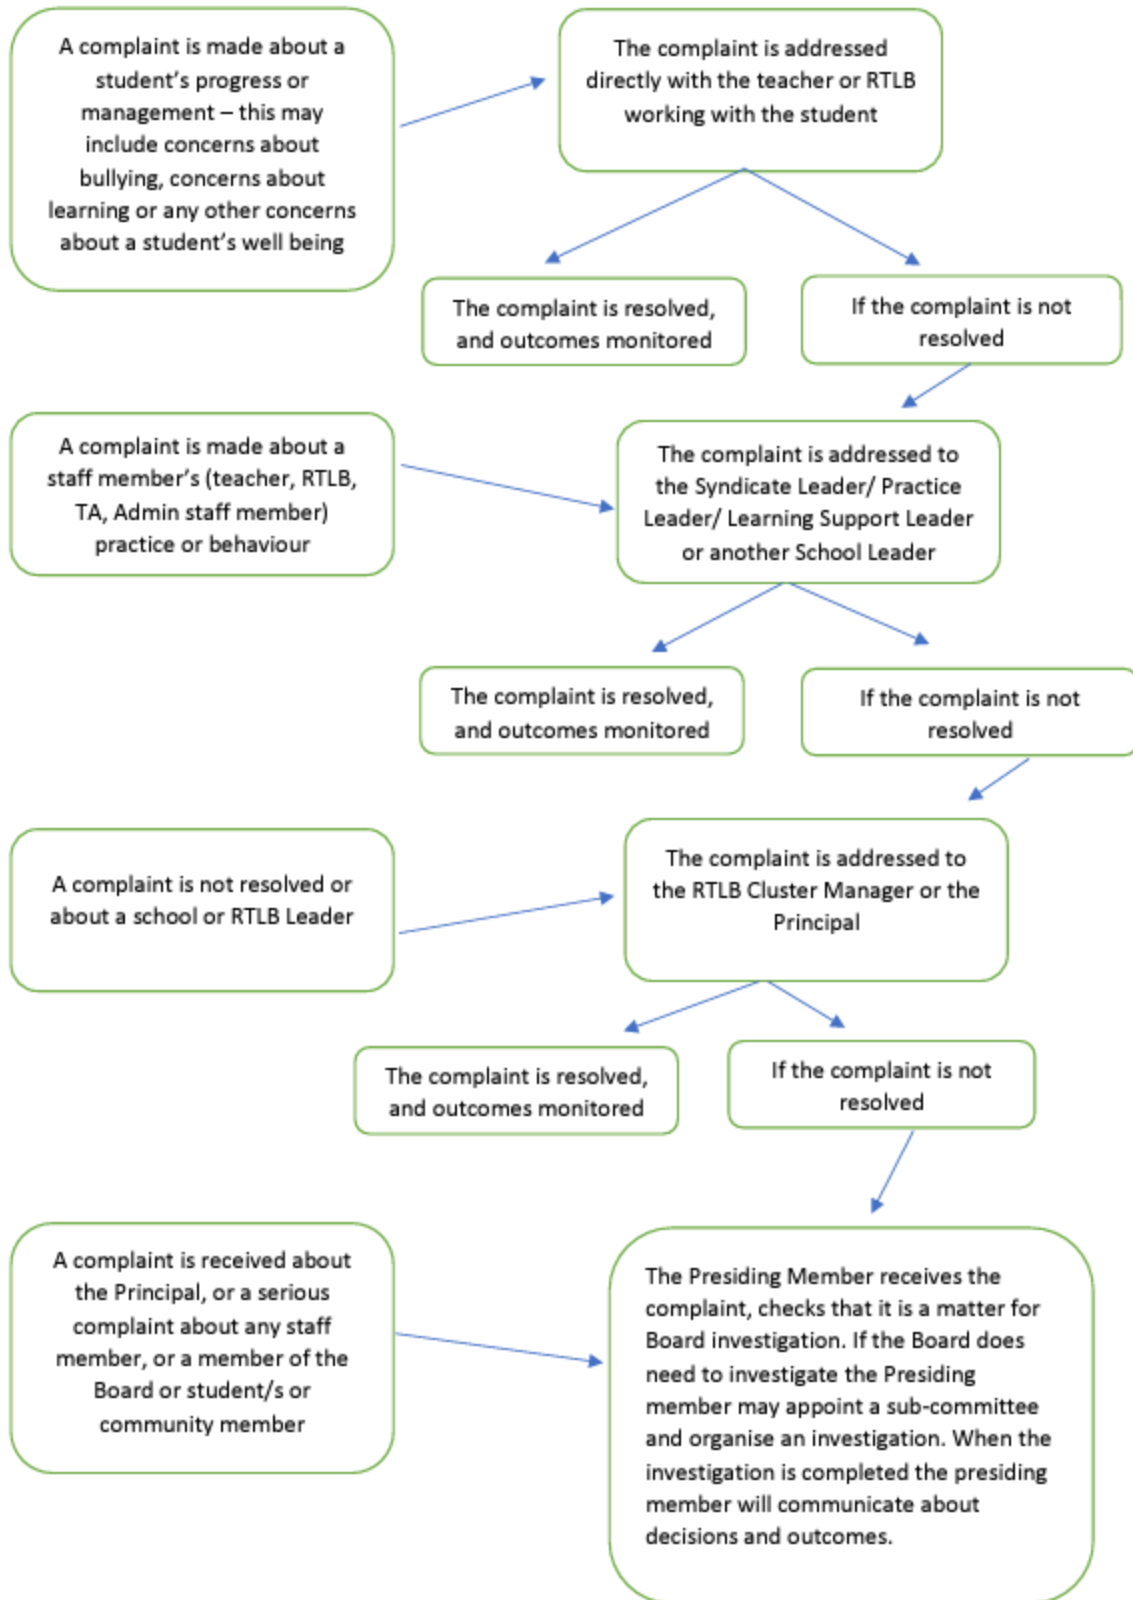 A complaint is made about a
student's progress or
management – this may
include concerns about
bullying, concerns about
learning or any other concerns
about a student's well being
The complaint is addressed
directly with the teacher or RTLB
working with the student
The complaint is resolved,
and outcomes monitored
If the complaint is not
resolved
A complaint is made about a
staff member's (teacher, RTLB,
TA, Admin staff member)
practice or behaviour
The complaint is addressed to
the Syndicate Leader/ Practice
Leader/ Learning Support Leader
or another School Leader
The complaint is resolved,
and outcomes monitored
If the complaint is not
resolved
A complaint is not resolved or
about a school or RTLB Leader
The complaint is addressed to
the RTLB Cluster Manager or the
Principal
The complaint is resolved,
and outcomes monitored
If the complaint is not
resolved
A complaint is received about
the Principal, or a serious
complaint about any staff
member, or a member of the
Board or student/s or
community member
The Presiding Member receives the
complaint, checks that it is a matter for
Board investigation. If the Board does
need to investigate the Presiding
member may appoint a sub-committee
and organise an investigation. When the
investigation is completed the presiding
member will communicate about
decisions and outcomes.